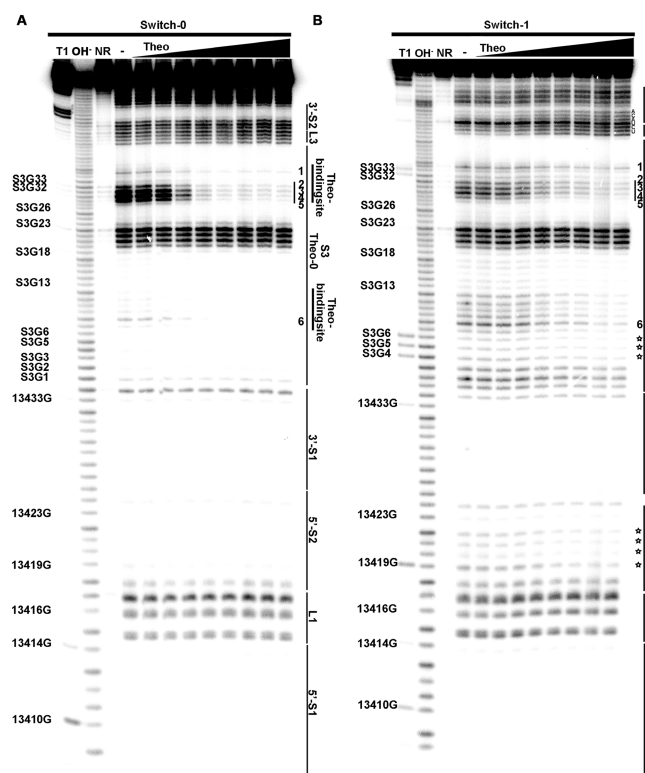 A
Switch-0
T1 OH- NR - Theo
3'-S2
L3
1
2
3
4
5
Theo-
bindingsite
S3G33
S3G32
S3G26
S3G23
S3
Theo-0
S3G18
S3G13
Theo-
bindingsite
6
S3G6
S3G5
S3G3
S3G2
S3G1
13433G
3'-S1
13423G
5'-S2
13419G
13416G
L1
13414G
5'-S1
13410G
B
Switch-1
T1 OH- NR - Theo
S3G33
S3G32
1
2
3
4
5
S3G26
S3G23
S3G18
S3G13
6
S3G6
S3G5
S3G4
13433G
13423G
13419G
13416G
13414G
13410G